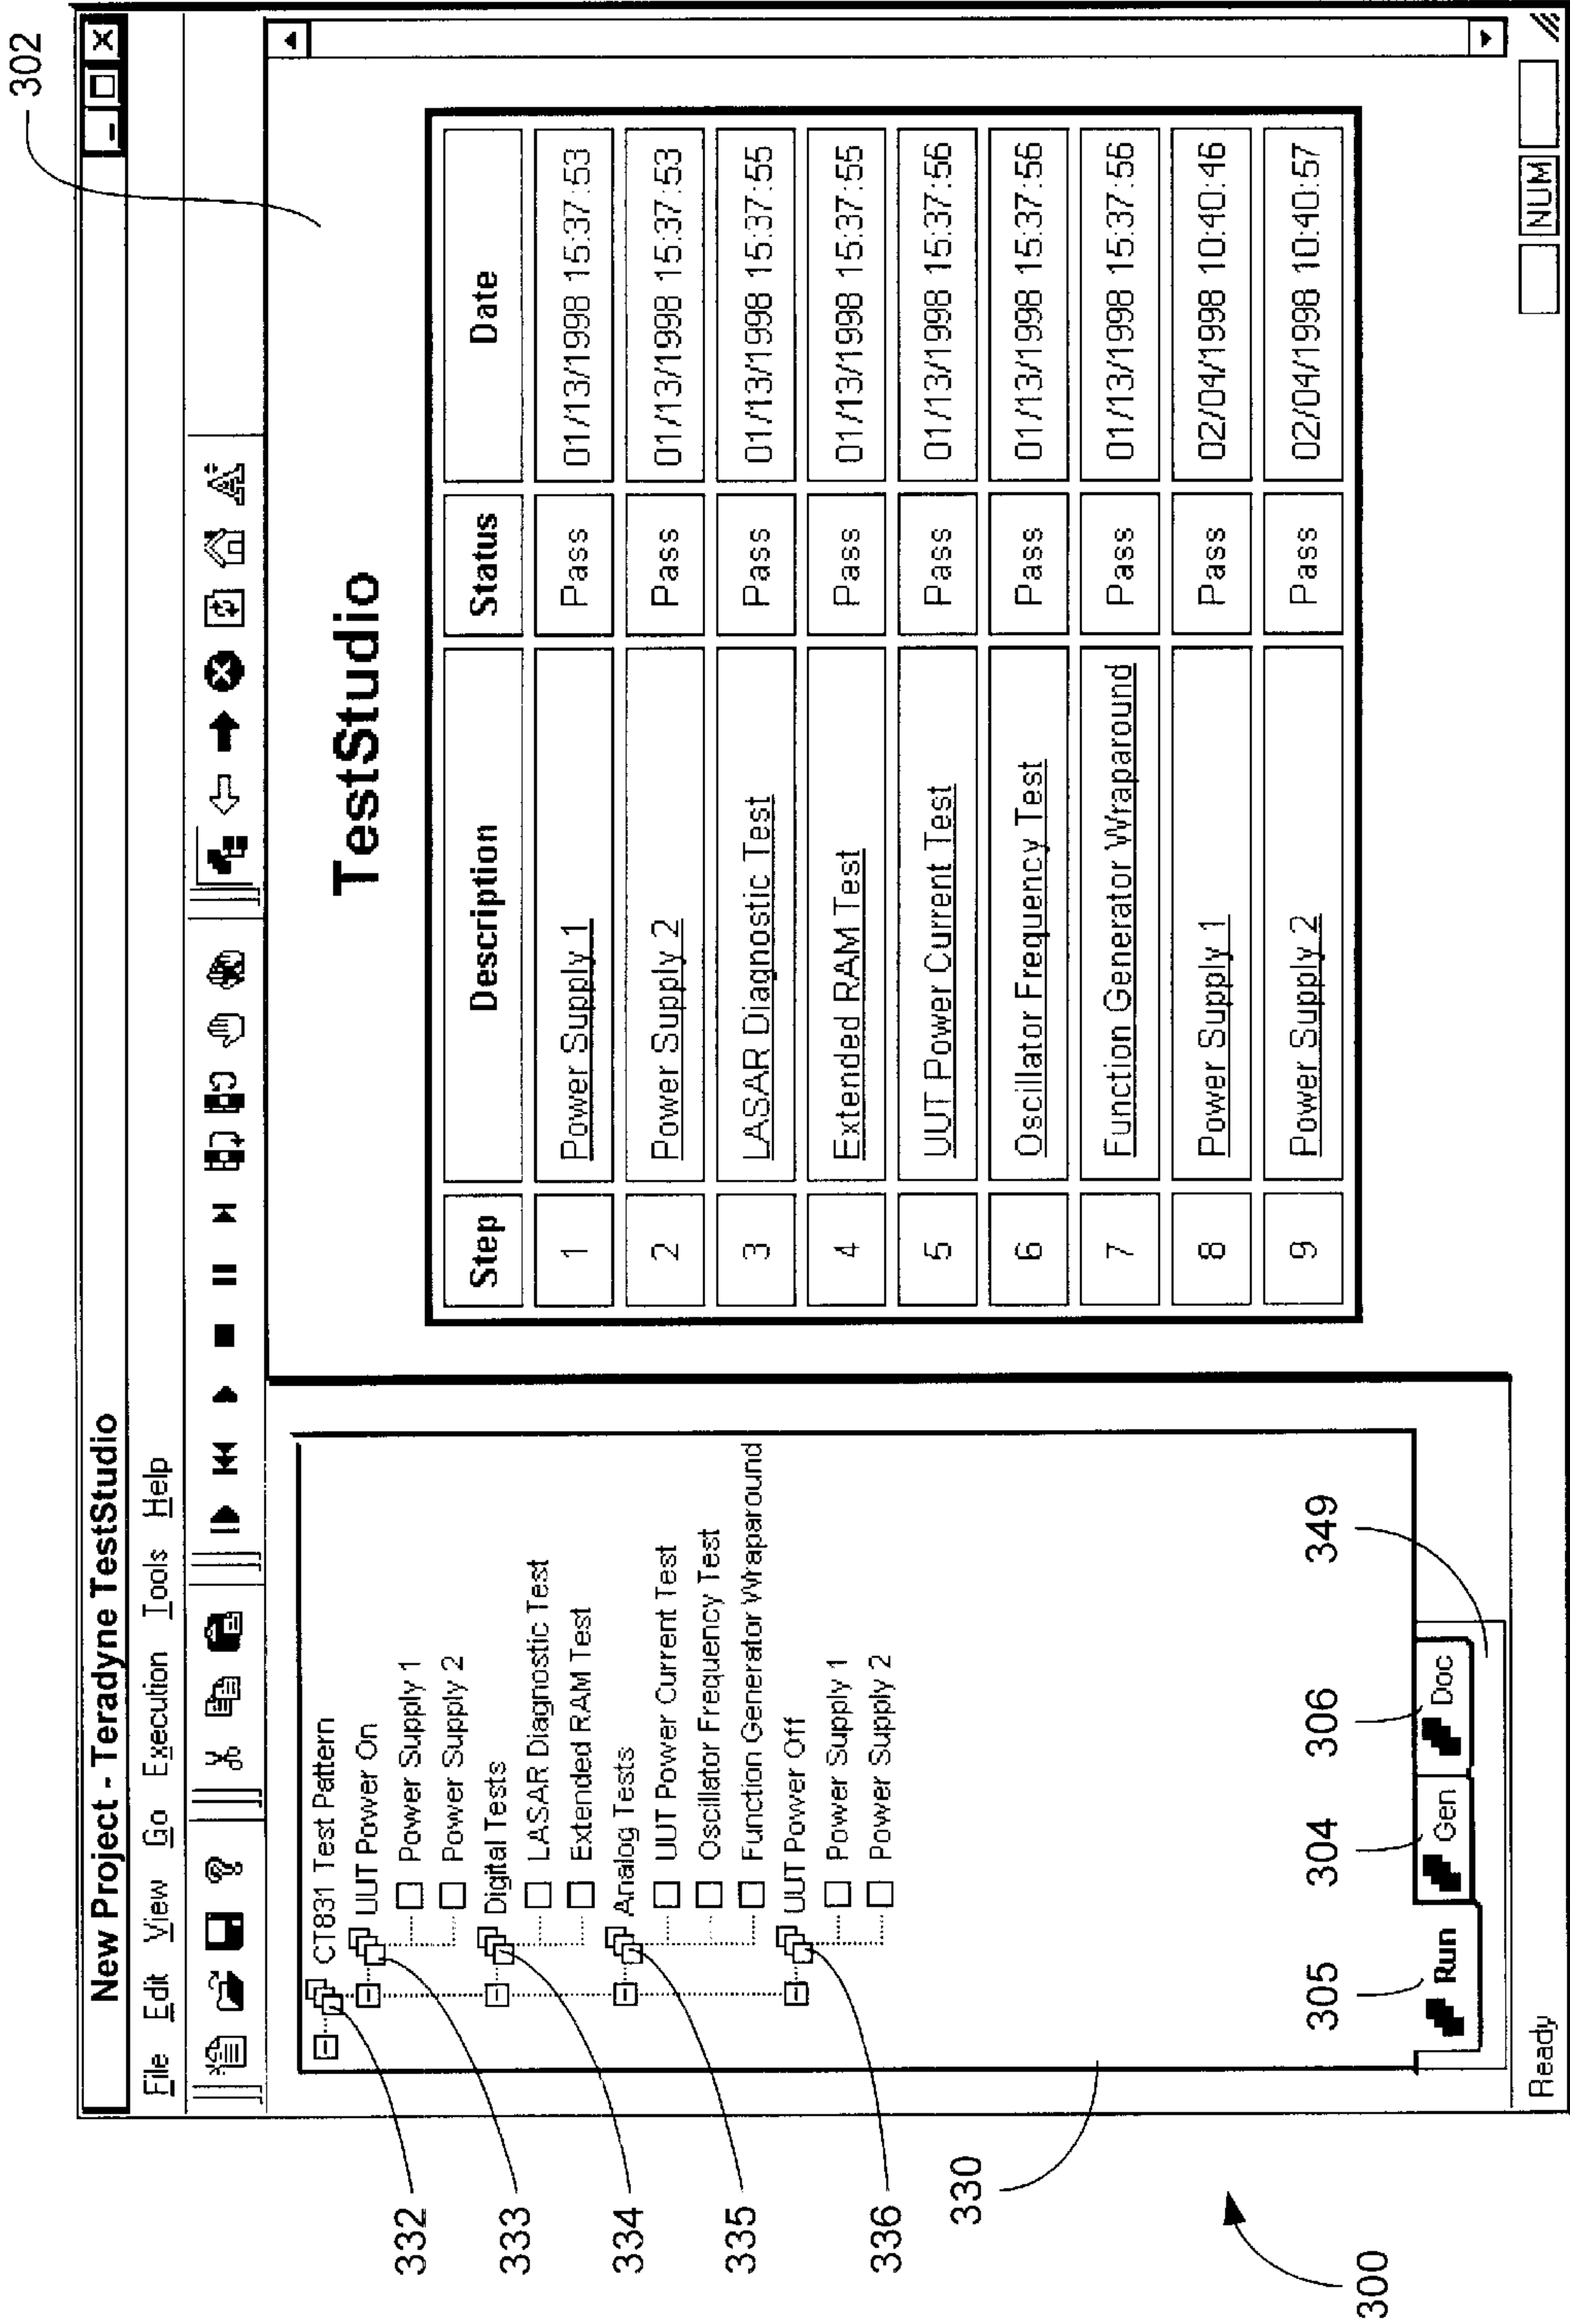 302
New Project - Teradyne TestStudio
File Edit View Go Execution Tools Help
CT831 Test Pattern
UUT Power On
Power Supply 1
Power Supply 2
Digital Tests
LASAR Diagnostic Test
Extended RAM Test
Analog Tests
UUT Power Current Test
Oscillator Frequency Test
Function Generator Wraparound
UUT Power Off
Power Supply 1
Power Supply 2
332
333
334
335
336
330
300
305
304
306
349
Run
Gen
Doc
TestStudio
Step Description Status Date
1 Power Supply 1 Pass 01/13/1998 15:37:53
2 Power Supply 2 Pass 01/13/1998 15:37:53
3 LASAR Diagnostic Test Pass 01/13/1998 15:37:55
4 Extended RAM Test Pass 01/13/1998 15:37:55
5 UUT Power Current Test Pass 01/13/1998 15:37:56
6 Oscillator Frequency Test Pass 01/13/1998 15:37:56
7 Function Generator Wraparound Pass 01/13/1998 15:37:56
8 Power Supply 1 Pass 02/04/1998 10:40:46
9 Power Supply 2 Pass 02/04/1998 10:40:57
Ready
NUM